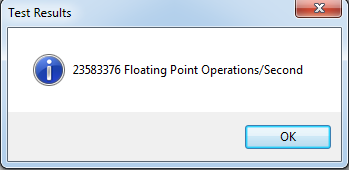 Test Results
23583376 Floating Point Operations/Second
OK